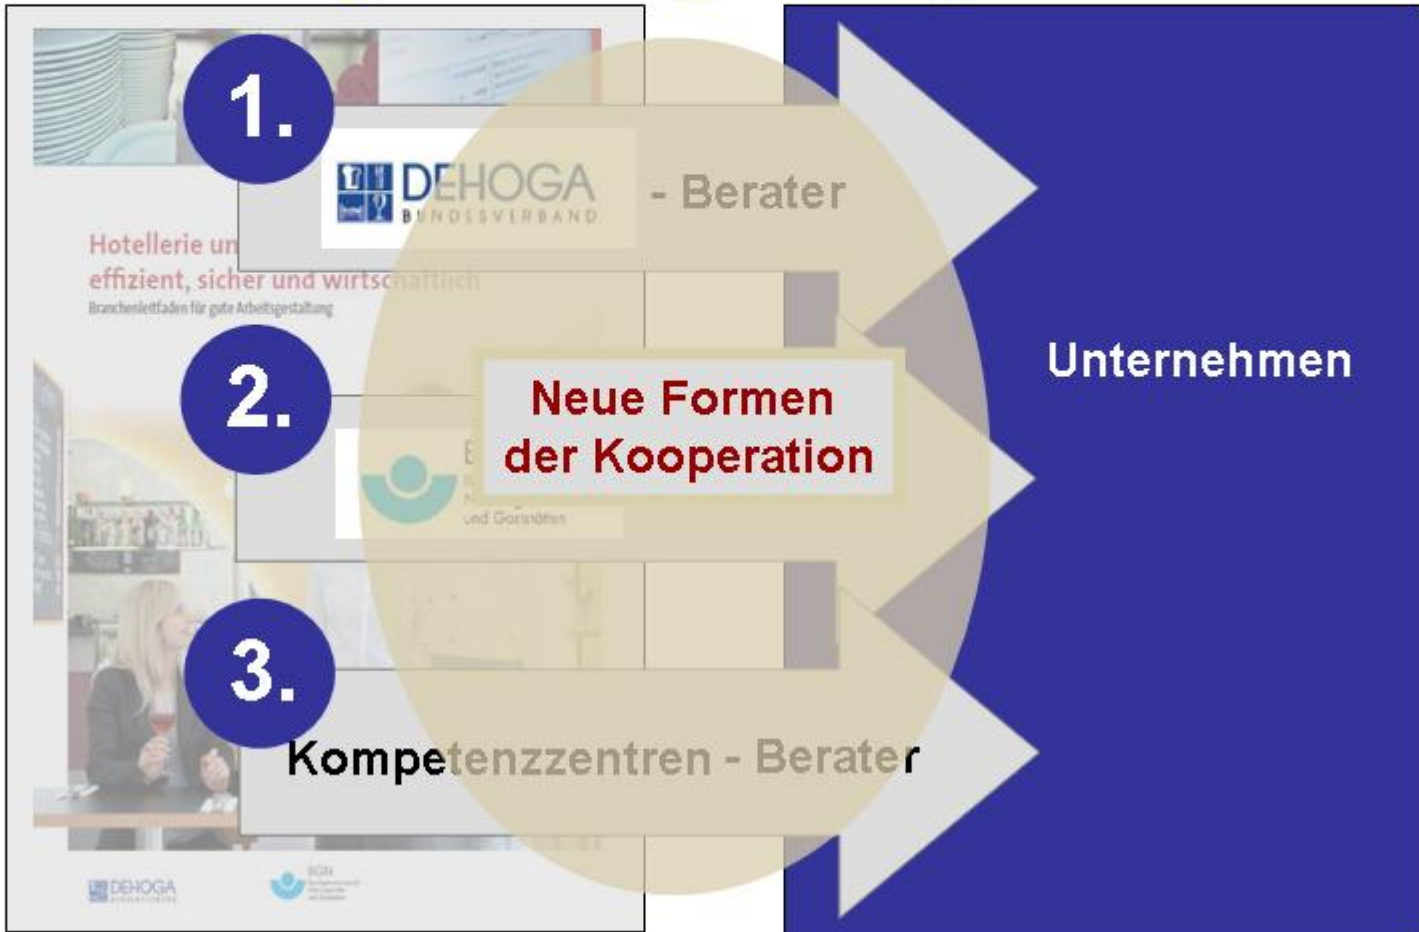 1.
DEHOGA
BUNDESVERBAND
- Berater
Hotellerie un
effizient, sicher und wirtschaftlich
Branchenleitfaden für gute Arbeitsgestaltung
2.
Neue Formen
der Kooperation
und Gaststätten
Unternehmen
3.
Kompetenzzentren - Berater
DEHOGA
BUNDESVERBAND
BGN